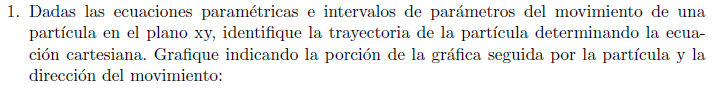 1. Dadas las ecuaciones paramétricas e intervalos de parámetros del movimiento de una
partícula en el plano xy, identifique la trayectoria de la partícula determinando la ecua-
ción cartesiana. Grafique indicando la porción de la gráfica seguida por la partícula y la
dirección del movimiento: